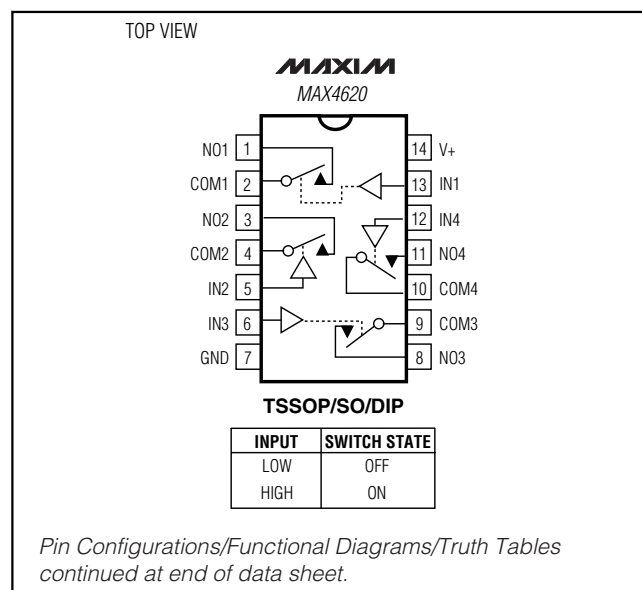 TOP VIEW
MAXIM
MAX4620
NO1 1
COM1 2
NO2 3
COM2 4
IN2 5
IN3 6
GND 7
14 V+
13 IN1
12 IN4
11 NO4
10 COM4
9 COM3
8 NO3
TSSOP/SO/DIP
INPUT SWITCH STATE
LOW OFF
HIGH ON
Pin Configurations/Functional Diagrams/Truth Tables
continued at end of data sheet.